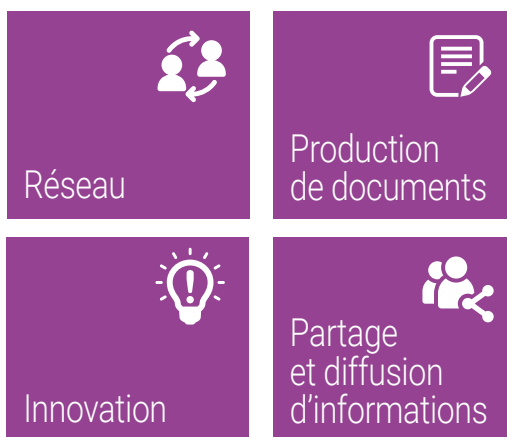 Réseau
Production
de documents
Innovation
Partage
et diffusion
d'informations